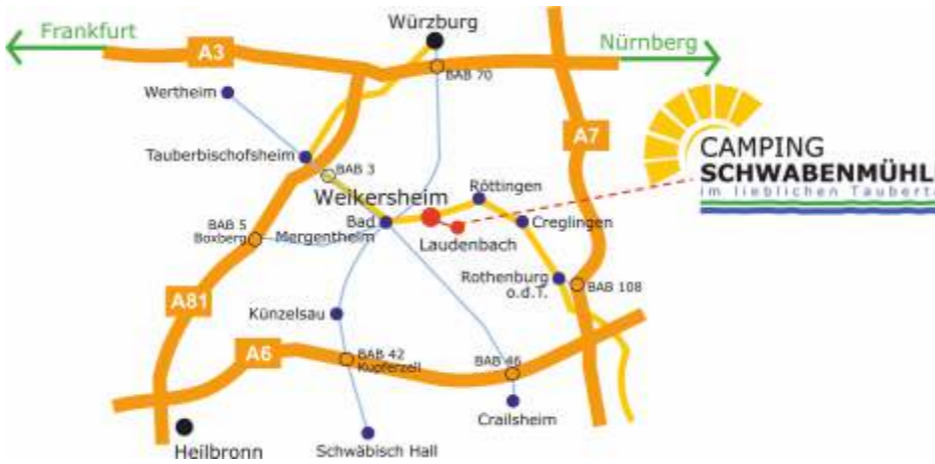 Frankfurt
Würzburg
Nürnberg
A3
BAB 70
Wertheim
A7
CAMPING
SCHWABENMÜHL
im lieblichen Tauberta
Tauberbischofsheim
BAB 3
Weikersheim
Röttingen
BAB 5
Boxberg
Bad
Mergentheim
Creglingen
Laudenbach
Rothenburg
o.d.T.
BAB 108
A81
Künzelsau
A6
BAB 42
Kupferzell
BAB 46
Crailsheim
Heilbronn
Schwäbisch Hall